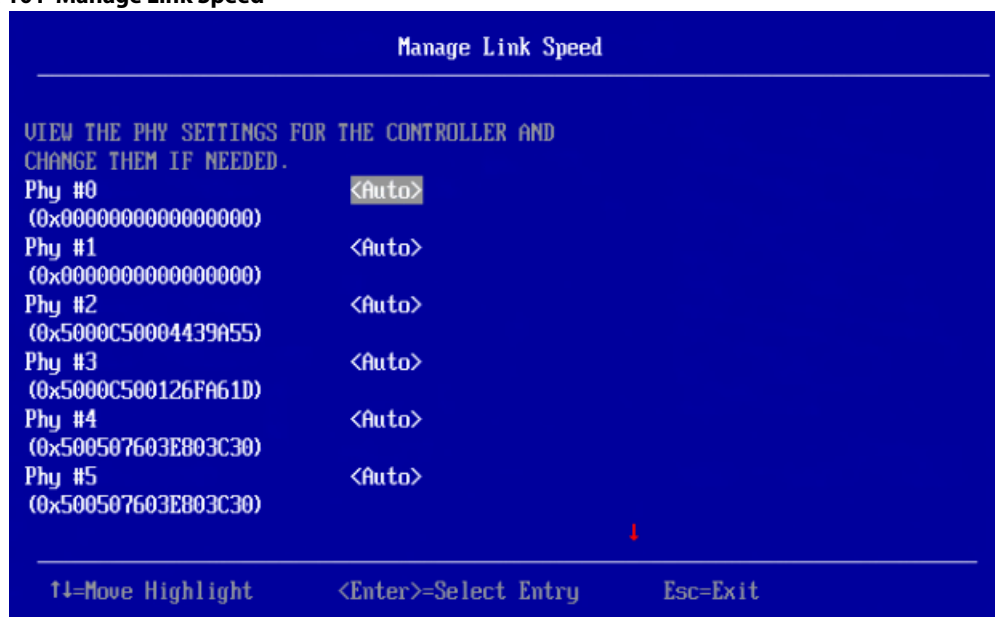 Manage Link Speed
VIEW THE PHY SETTINGS FOR THE CONTROLLER AND
CHANGE THEM IF NEEDED.
Phy #0 <Auto>
(0x0000000000000000)
Phy #1 <Auto>
(0x0000000000000000)
Phy #2 <Auto>
(0x5000C50004439A55)
Phy #3 <Auto>
(0x5000C500126FA61D)
Phy #4 <Auto>
(0x500507603E803C30)
Phy #5 <Auto>
(0x500507603E803C30)
↓
↑↓=Move Highlight <Enter>=Select Entry Esc=Exit